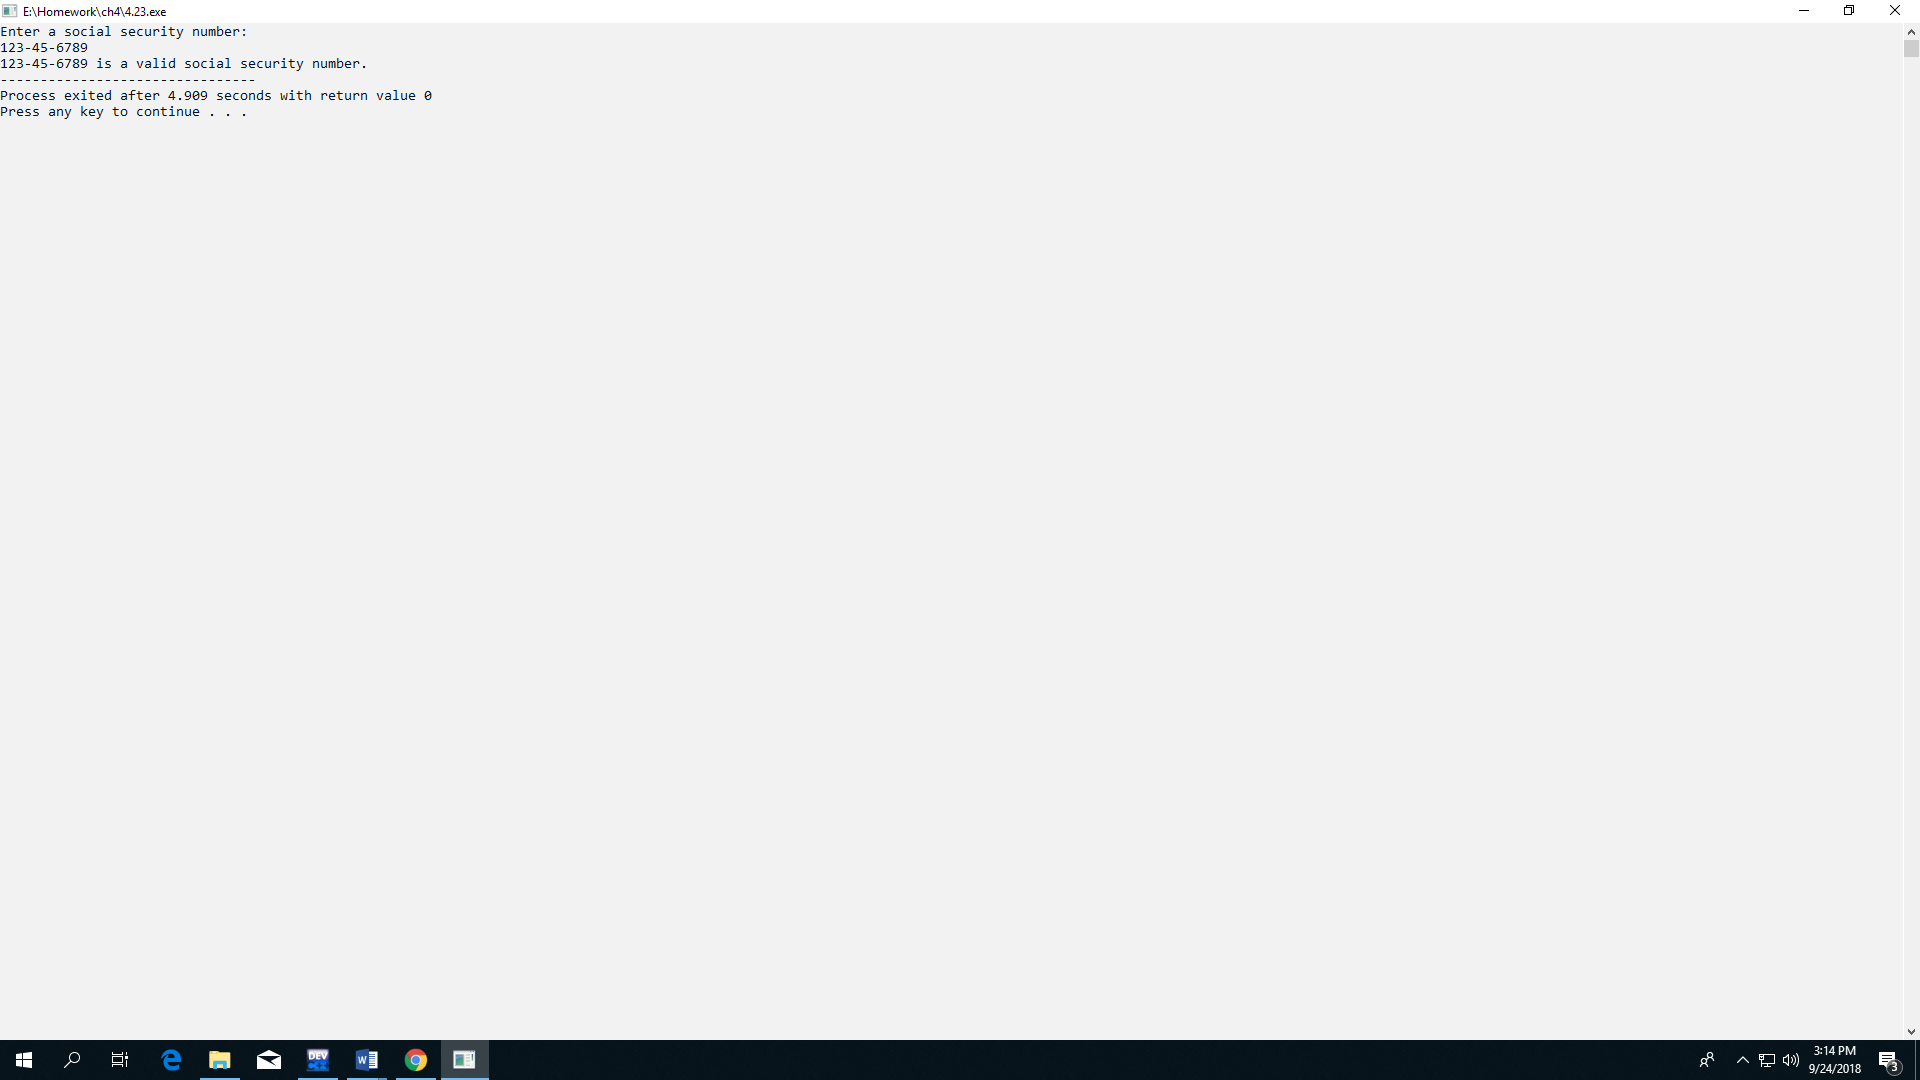 E:\Homework\ch4\4.23.exe
Enter a social security number:
123-45-6789
123-45-6789 is a valid social security number.
--------------------------------
Process exited after 4.909 seconds with return value 0
Press any key to continue . . .
DEV
C++
W
3:14 PM
9/24/2018
3